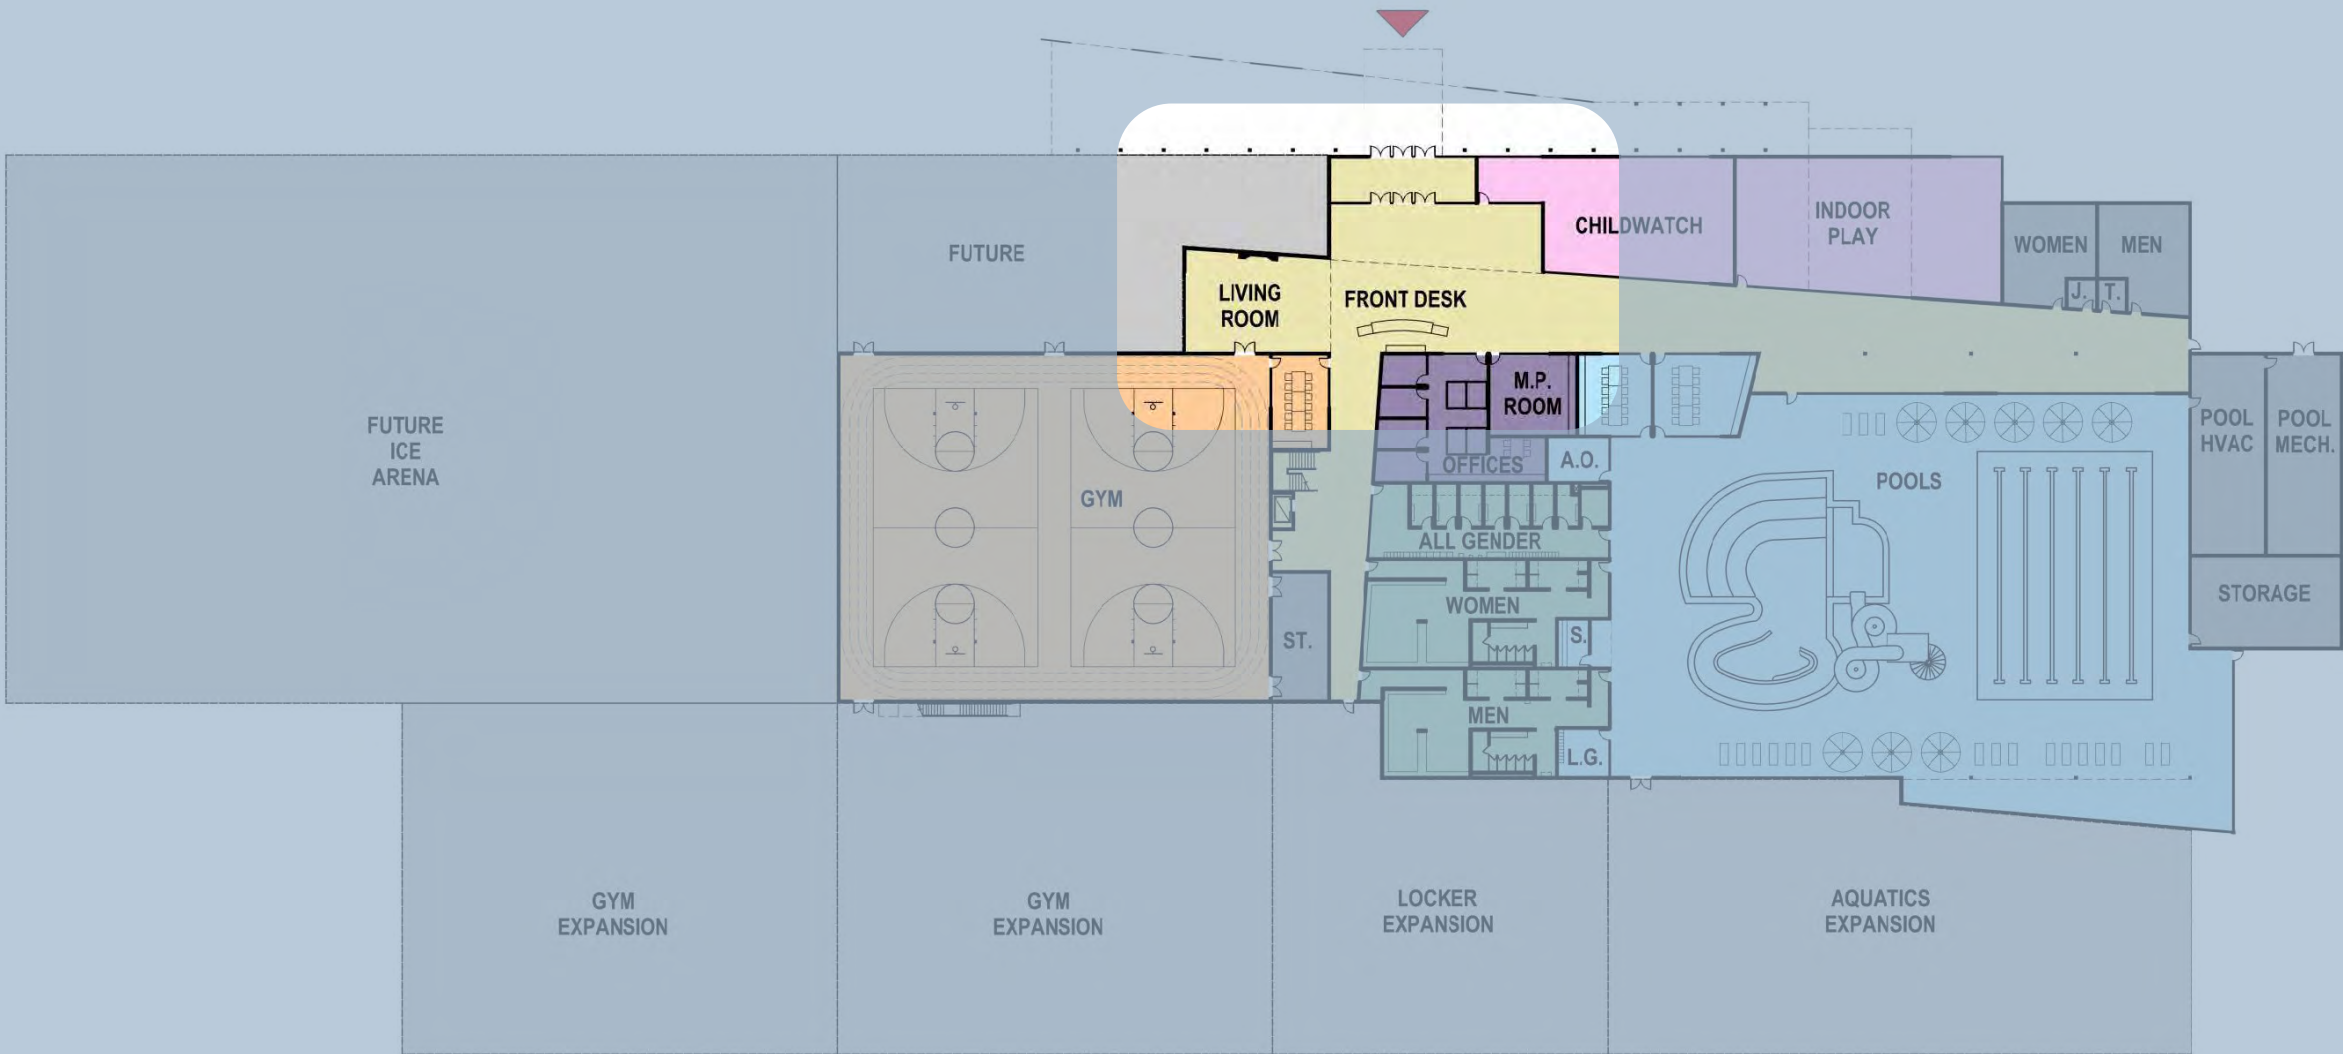 FUTURE
ICE
ARENA
FUTURE
LIVING
ROOM
FRONT DESK
CHILDWATCH
INDOOR
PLAY
WOMEN
MEN
J.
T.
M.P.
ROOM
OFFICES
A.O.
GYM
ALL GENDER
WOMEN
S.
ST.
MEN
L.G.
POOLS
POOL
HVAC
POOL
MECH.
STORAGE
GYM
EXPANSION
GYM
EXPANSION
LOCKER
EXPANSION
AQUATICS
EXPANSION